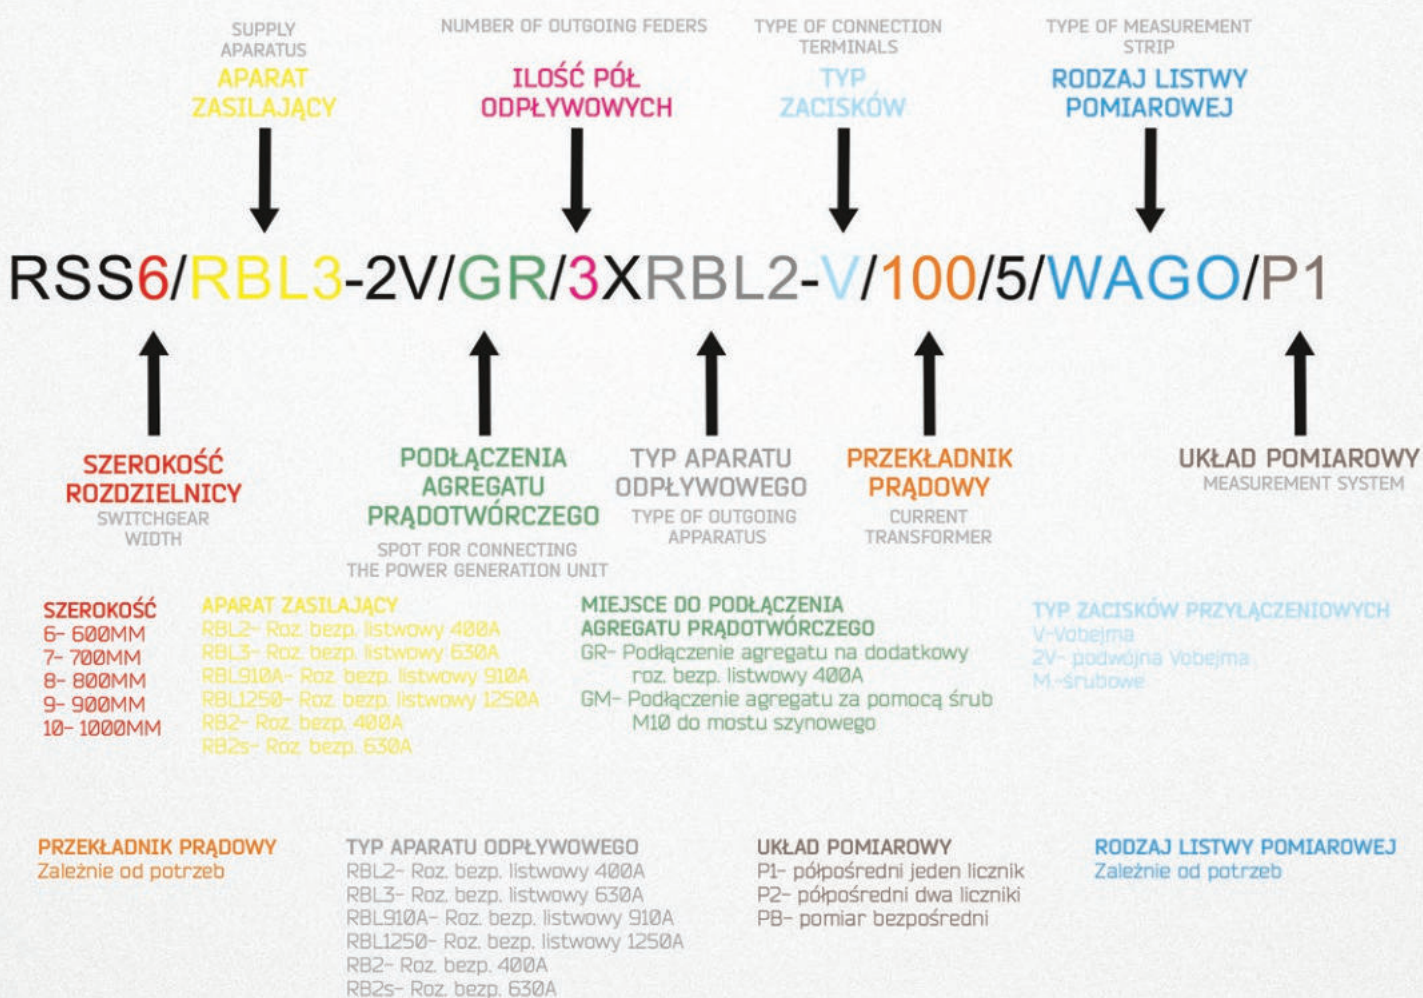 SUPPLY
APARATUS
APARAT
ZASILAJĄCY
NUMBER OF OUTGOING FEDERS
ILOŚĆ PÓŁ
ODPŁYWOWYCH
TYPE OF CONNECTION
TERMINALS
TYP
ZACISKÓW
TYPE OF MEASUREMENT
STRIP
RODZAJ LISTWY
POMIAROWEJ
RSS6/RBL3-2V/GR/3XRBL2-V/100/5/WAGO/P1
SZEROKOŚĆ
ROZDZIELNICY
SWITCHGEAR
WIDTH
PODŁĄCZENIA
AGREGATU
PRĄDOTWÓRCZEGO
SPOT FOR CONNECTING
THE POWER GENERATION UNIT
TYP APARATU
ODPŁYWOWEGO
TYPE OF OUTGOING
APPARATUS
PRZEKŁADNIK
PRĄDOWY
CURRENT
TRANSFORMER
UKŁAD POMIAROWY
MEASUREMENT SYSTEM
SZEROKOŚĆ
6- 600MM
7- 700MM
8- 800MM
9- 900MM
10- 1000MM
APARAT ZASILAJĄCY
RBL2- Roz. bezp. listwowy 400A
RBL3- Roz. bezp. listwowy 630A
RBL910A- Roz. bezp. listwowy 910A
RBL1250- Roz. bezp. listwowy 1250A
RB2- Roz. bezp. 400A
RB2s- Roz. bezp. 630A
MIEJSCE DO PODŁĄCZENIA
AGREGATU PRĄDOTWÓRCZEGO
GR- Podłączenie agregatu na dodatkowy
roz. bezp. listwowy 400A
GM- Podłączenie agregatu za pomocą śrub
M10 do mostu szynowego
TYP ZACISKÓW PRZYŁĄCZENIOWYCH
V-Vobejma
2V- podwójna Vobejma
M.-śrubowe
PRZEKŁADNIK PRĄDOWY
Zależnie od potrzeb
TYP APARATU ODPŁYWOWEGO
RBL2- Roz. bezp. listwowy 400A
RBL3- Roz. bezp. listwowy 630A
RBL910A- Roz. bezp. listwowy 910A
RBL1250- Roz. bezp. listwowy 1250A
RB2- Roz. bezp. 400A
RB2s- Roz. bezp. 630A
UKŁAD POMIAROWY
P1- półpośredni jeden licznik
P2- półpośredni dwa liczniki
PB- pomiar bezpośredni
RODZAJ LISTWY POMIAROWEJ
Zależnie od potrzeb